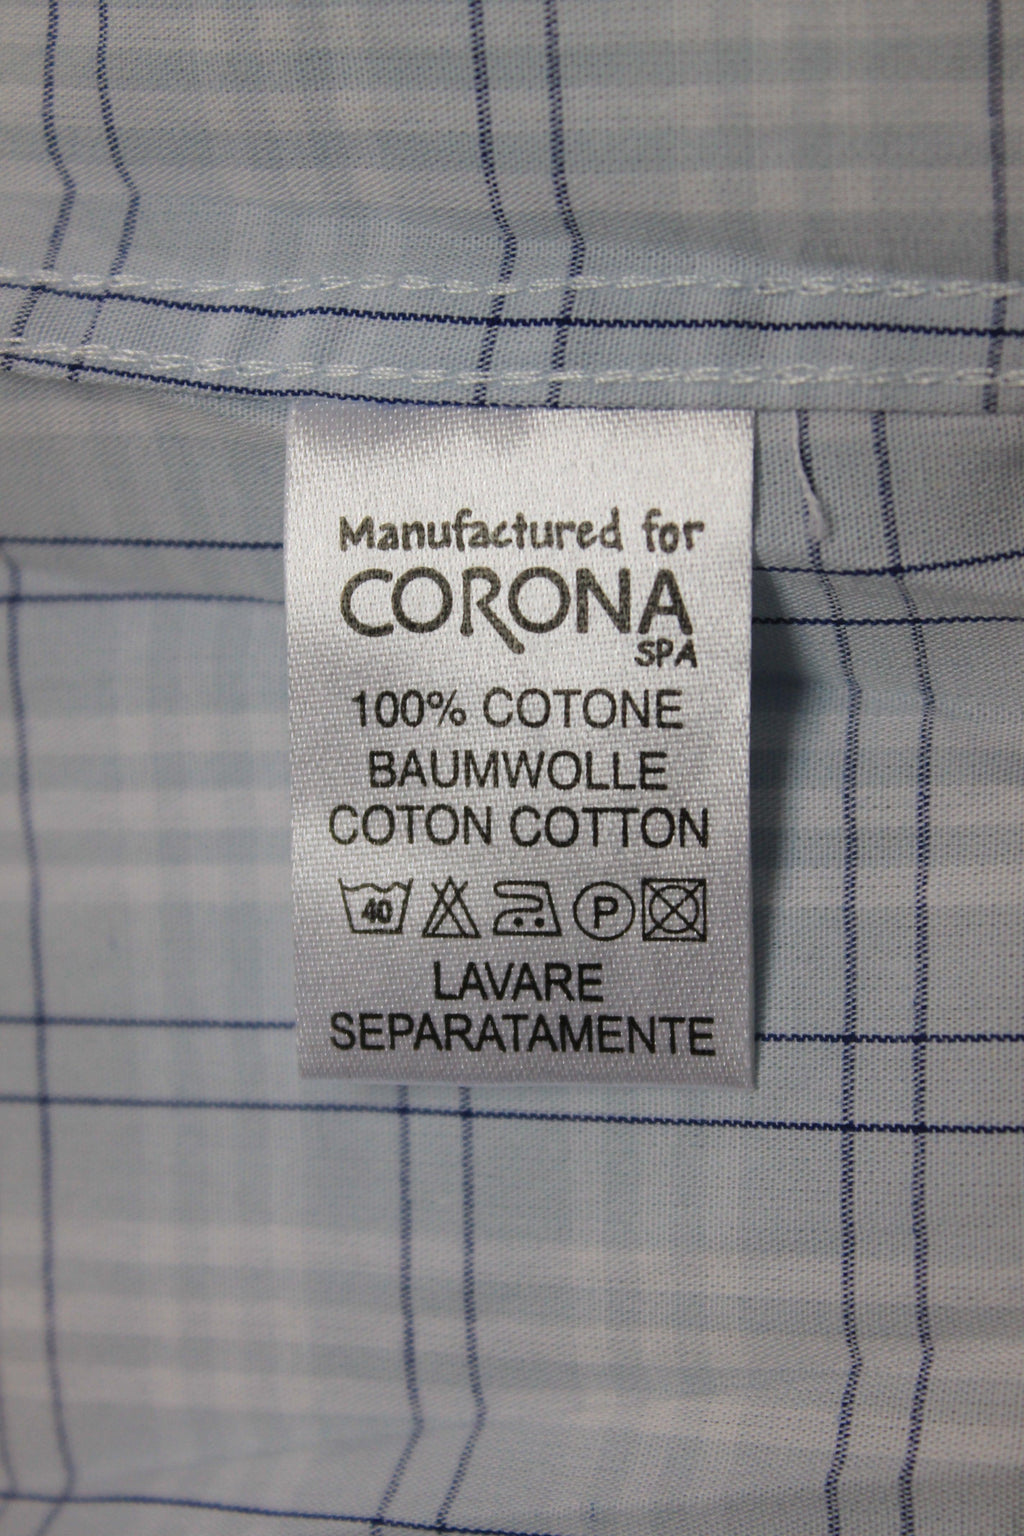 Manufactured for
CORONA
SPA
100% COTONE
BAUMWOLLE
COTON COTTON
40 P
LAVARE
SEPARATAMENTE